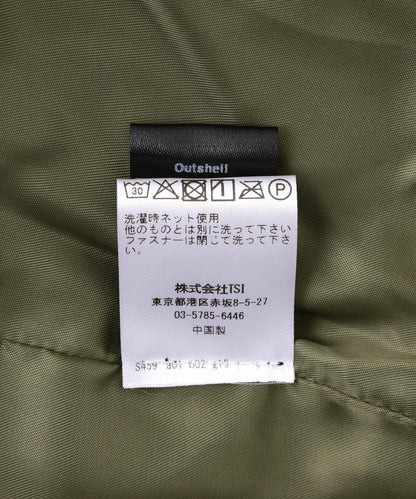 Outshell
30 P
洗濯時ネット使用
他のものとは別に洗って下さい
ファスナーは閉じて洗って下さい。
株式会社TSI
東京都港区赤坂8-5-27
03-5785-6446
中国製